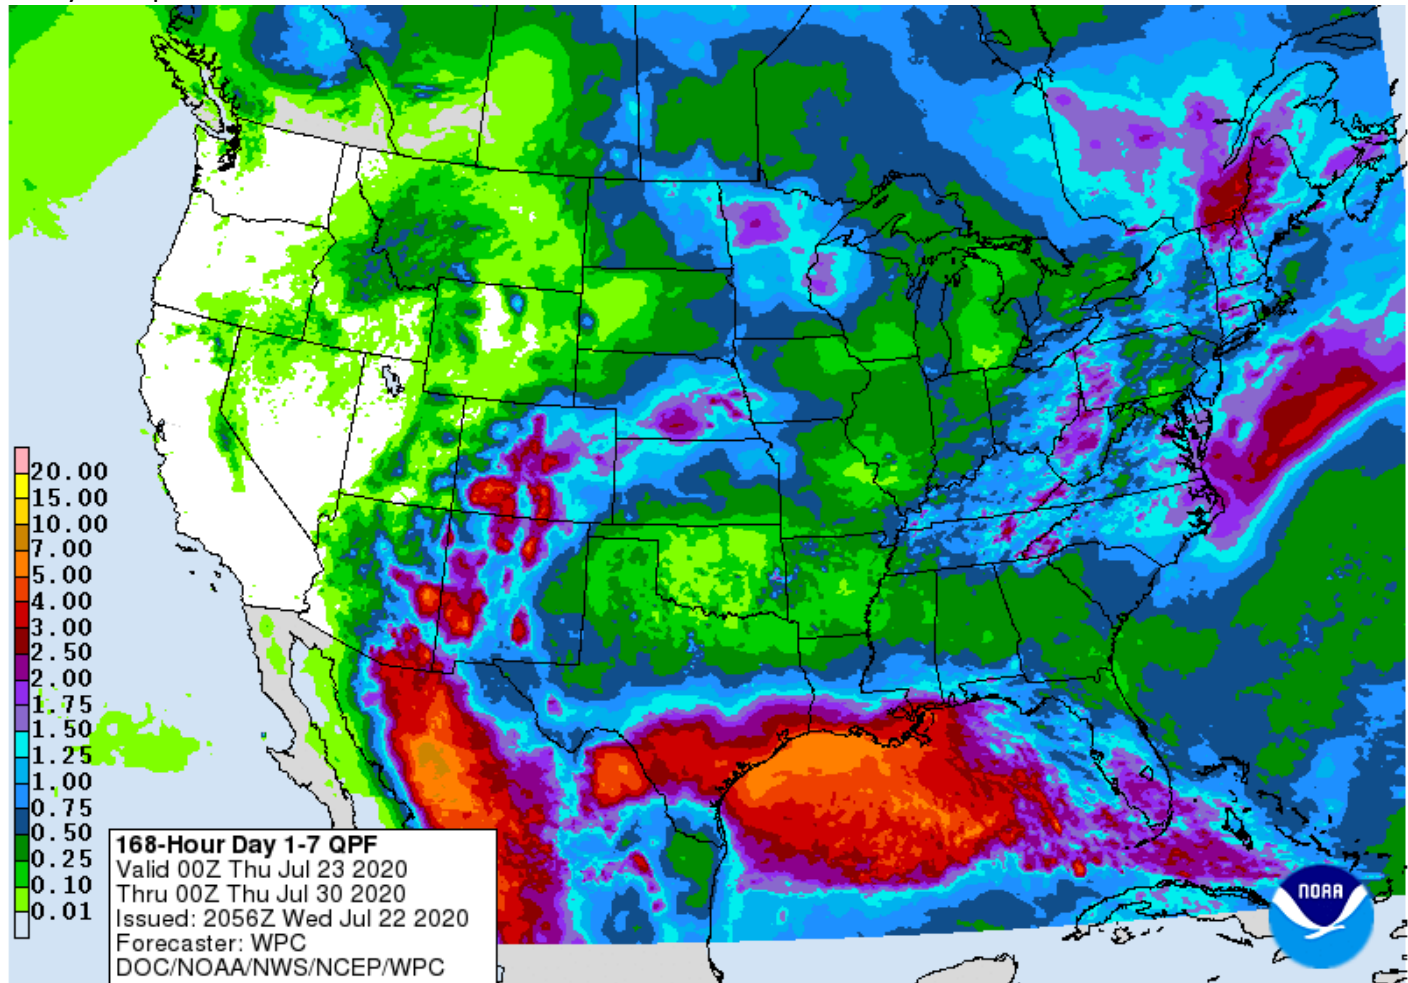 20.00
15.00
10.00
7.00
5.00
4.00
3.00
2.50
2.00
1.75
1.50
1.25
1.00
0.75
0.50
0.25
0.10
0.01
168-Hour Day 1-7 QPF
Valid 00Z Thu Jul 23 2020
Thru 00Z Thu Jul 30 2020
Issued: 2056Z Wed Jul 22 2020
Forecaster: WPC
DOC/NOAA/NWS/NCEP/WPC
NOAA